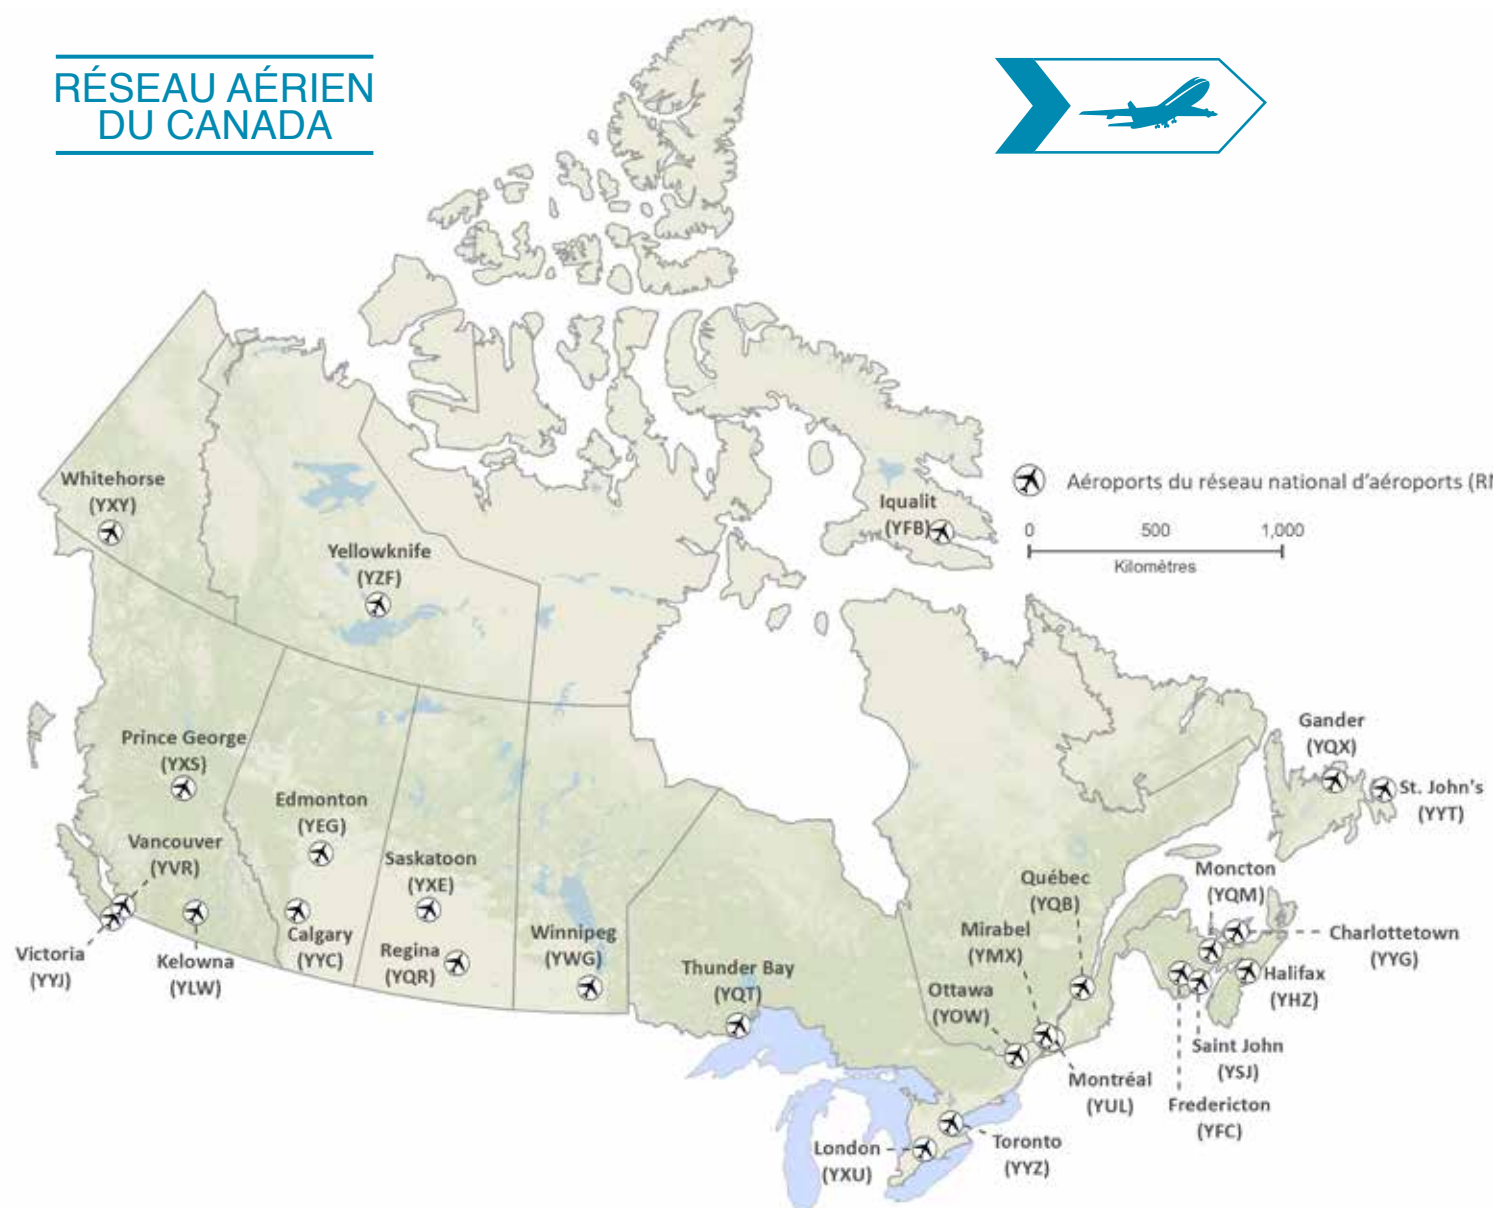 RÉSEAU AÉRIEN
DU CANADA
Whitehorse
(YXY)
Yellowknife
(YZF)
Iqualit
(YFB)
Aéroports du réseau national d'aéroports
0 500 1,000
Kilomètres
Prince George
(YXS)
Edmonton
(YEG)
Vancouver
(YVR)
Saskatoon
(YXE)
Victoria
(YYJ)
Kelowna
(YLW)
Calgary
(YYC)
Regina
(YQR)
Winnipeg
(YWG)
Thunder Bay
(YQT)
Gander
(YQX)
St. John's
(YYT)
Québec
(YQB)
Moncton
(YQM)
Mirabel
(YMX)
Ottawa
(YOW)
Charlottetown
(YYG)
Halifax
(YHZ)
Saint John
(YSJ)
Montréal
(YUL)
Fredericton
(YFC)
Toronto
(YYZ)
London
(YXU)